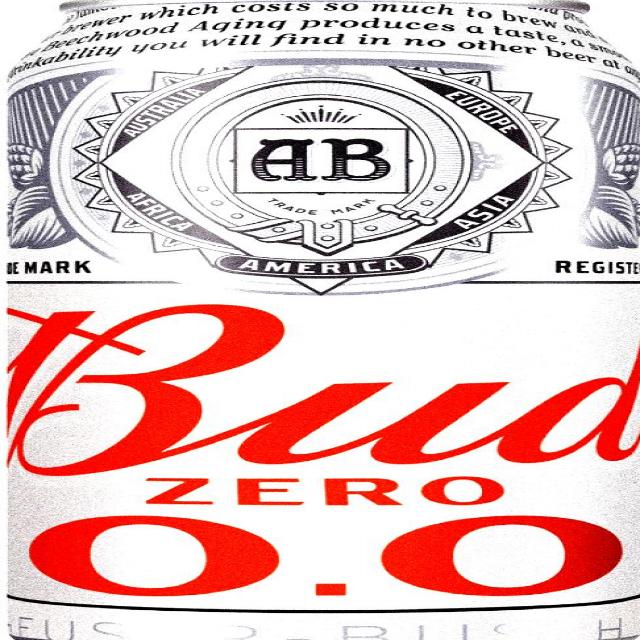 brewer which costs so much to brew and
Beechwood Aging produces a taste, a
drinkability you will find in no other beer at
AUSTRALIA
EUROPE
AB
TRADE MARK
AFRICA
ASIA
AMERICA
DE MARK
REGISTE
Bud
ZERO
0.0